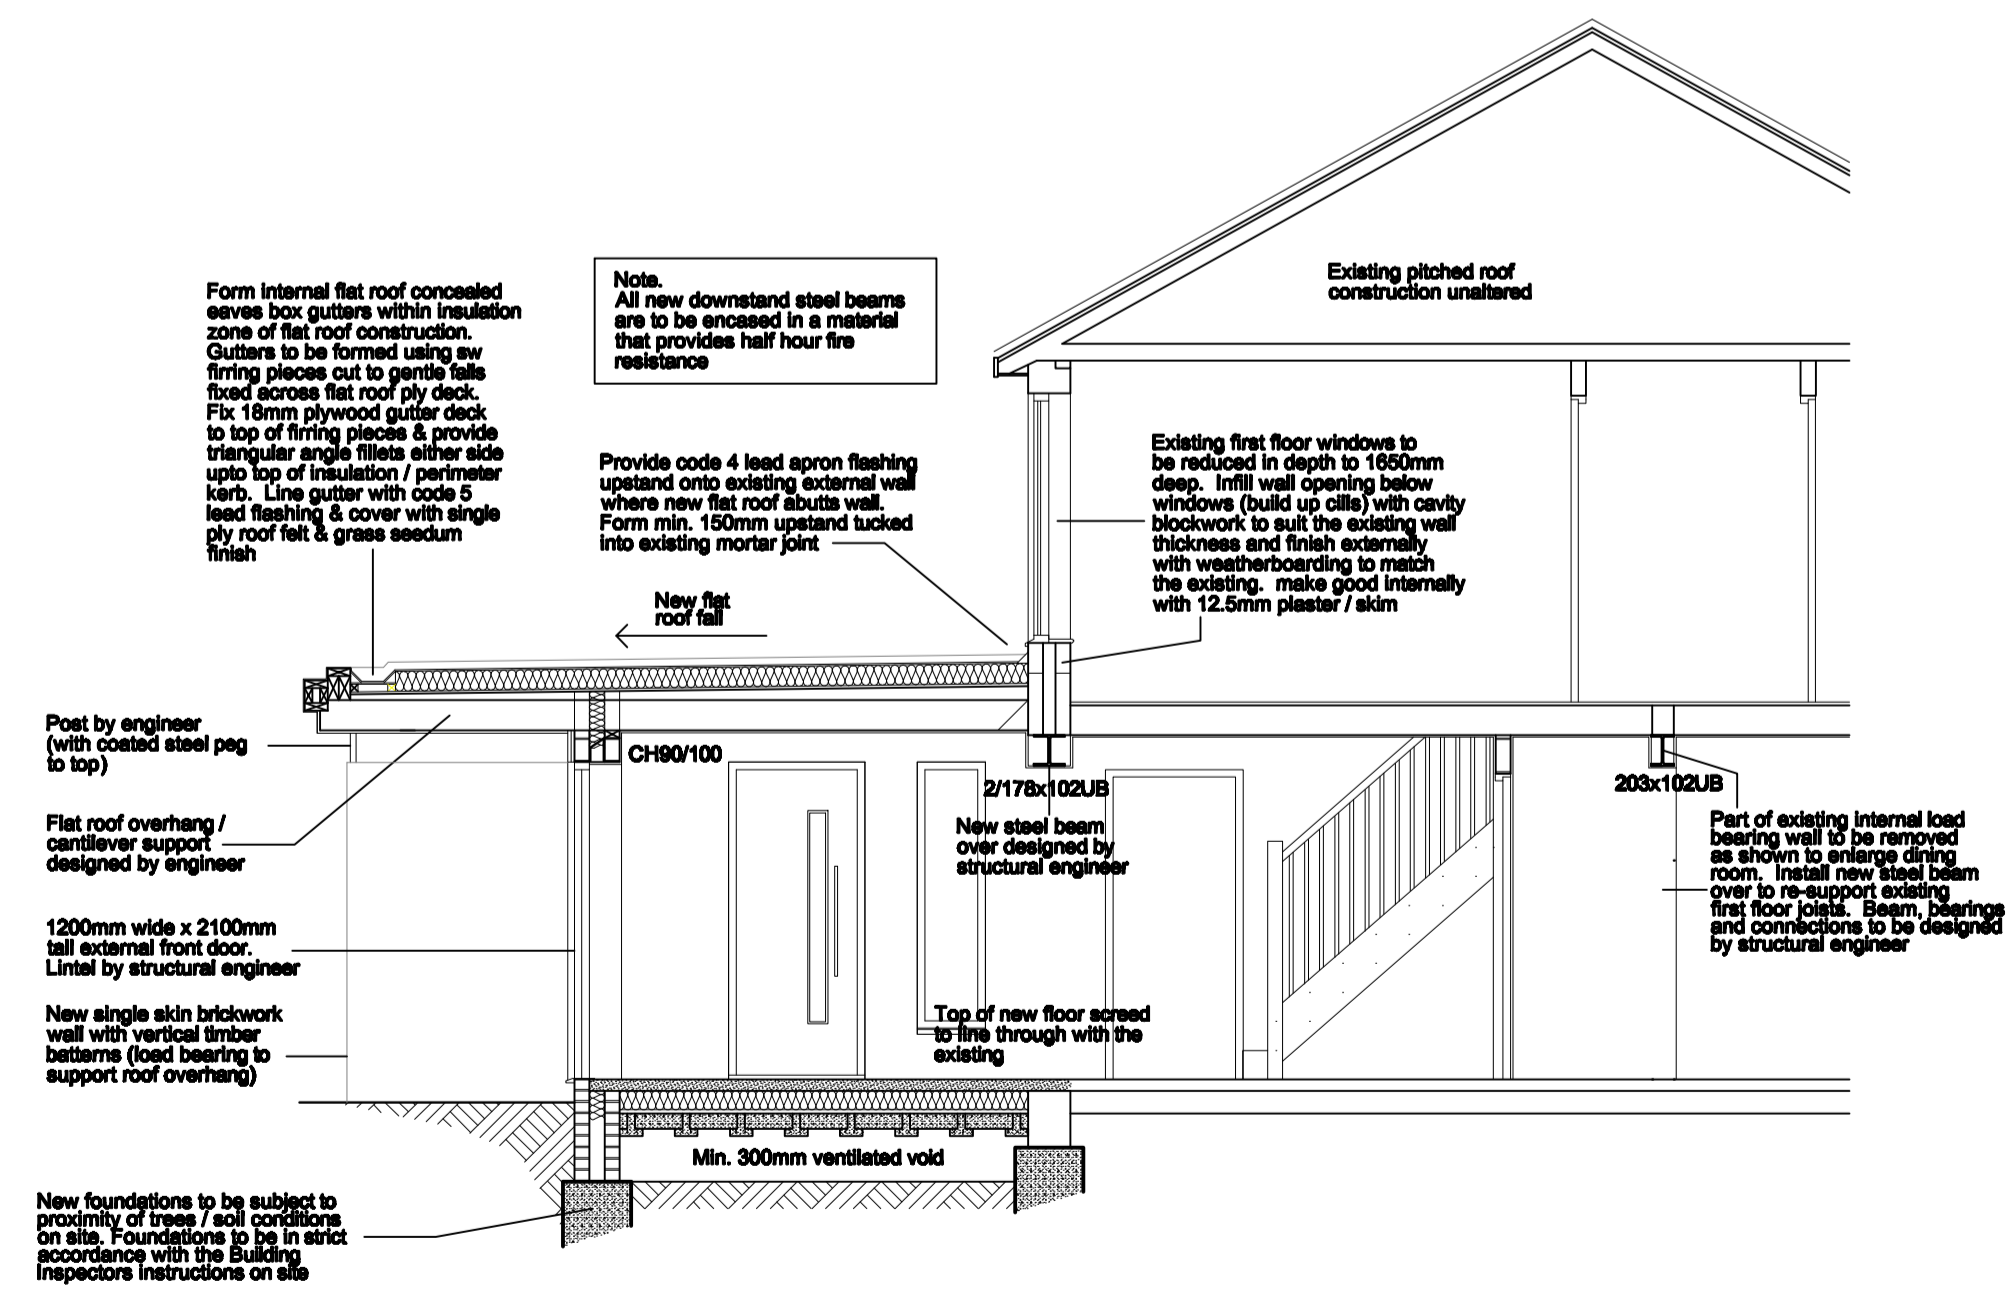 Existing pitched roof
construction unaltered
Note.
All new downstand steel beams
are to be encased in a material
that provides half hour fire
resistance
Form internal flat roof concealed
eaves box gutters within insulation
zone of flat roof construction.
Gutters to be formed using sw
firring pieces cut to gentle falls
fixed across flat roof ply deck.
Fix 18mm plywood gutter deck
to top of firring pieces & provide
triangular angle fillets either side
upto top of insulation / perimeter
kerb.  Line gutter with code 5
lead flashing & cover with single
ply roof felt & grass seedum
finish
Provide code 4 lead apron flashing
upstand onto existing external wall
where new flat roof abutts wall.
Form min. 150mm upstand tucked
into existing mortar joint
Existing first floor windows to
be reduced in depth to 1650mm
deep.  Infill wall opening below
windows (build up cills) with cavity
blockwork to suit the existing wall
thickness and finish externally
with weatherboarding to match
the existing.  make good internally
with 12.5mm plaster / skim
New flat
roof fall
Post by engineer
(with coated steel peg
to top)
CH90/100
2/178x102UB
203x102UB
Flat roof overhang /
cantilever support
designed by engineer
New steel beam
over designed by
structural engineer
Part of existing internal load
bearing wall to be removed
as shown to enlarge dining
room.  Install new steel beam
over to re-support existing
first floor joists.  Beam, bearings
and connections to be designed
by structural engineer
1200mm wide x 2100mm
tall external front door.
Lintel by structural engineer
New single skin brickwork
wall with vertical timber
battens (load bearing to
support roof overhang)
Top of new floor screed
to line through with the
existing
Min. 300mm ventilated void
New foundations to be subject to
proximity of trees / soil conditions
on site. Foundations to be in strict
accordance with the Building
Inspectors instructions on site